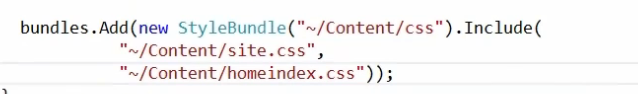 bundles.Add(new StyleBundle("~/Content/css").Include(
"~/Content/site.css",
"~/Content/homeindex.css"));